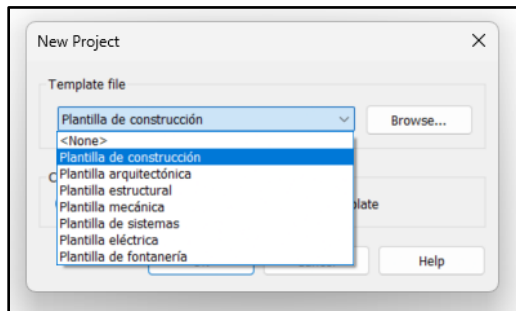 New Project
Template file
Plantilla de construcción
Browse...
<None>
Plantilla de construcción
Plantilla arquitectónica
Plantilla estructural
Plantilla mecánica
Plantilla de sistemas
Plantilla eléctrica
Plantilla de fontanería
Help